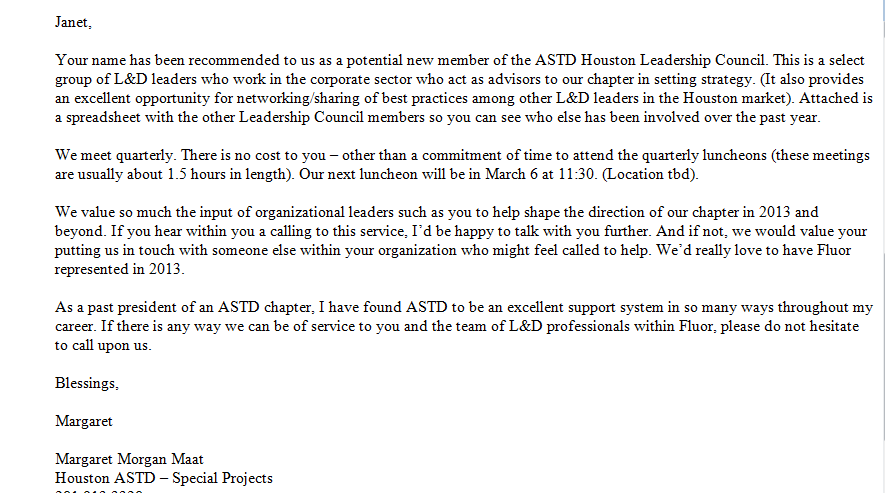 Janet,
Your name has been recommended to us as a potential new member of the ASTD Houston Leadership Council. This is a select
group of L&D leaders who work in the corporate sector who act as advisors to our chapter in setting strategy. (It also provides
an excellent opportunity for networking/sharing of best practices among other L&D leaders in the Houston market). Attached is
a spreadsheet with the other Leadership Council members so you can see who else has been involved over the past year.
We meet quarterly. There is no cost to you – other than a commitment of time to attend the quarterly luncheons (these meetings
are usually about 1.5 hours in length). Our next luncheon will be in March 6 at 11:30. (Location tbd).
We value so much the input of organizational leaders such as you to help shape the direction of our chapter in 2013 and
beyond. If you hear within you a calling to this service, I'd be happy to talk with you further. And if not, we would value your
putting us in touch with someone else within your organization who might feel called to help. We'd really love to have Fluor
represented in 2013.
As a past president of an ASTD chapter, I have found ASTD to be an excellent support system in so many ways throughout my
career. If there is any way we can be of service to you and the team of L&D professionals within Fluor, please do not hesitate
to call upon us.
Blessings,
Margaret
Margaret Morgan Maat
Houston ASTD – Special Projects